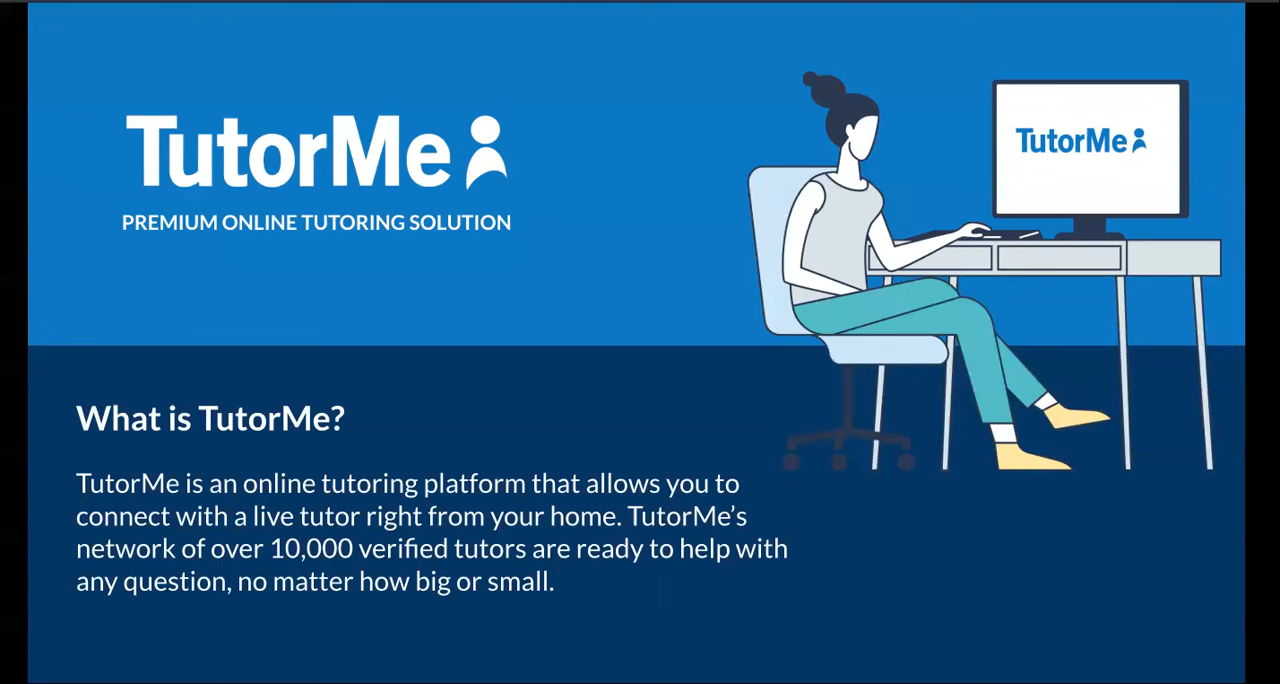 TutorMe
PREMIUM ONLINE TUTORING SOLUTION
TutorMe
What is TutorMe?
TutorMe is an online tutoring platform that allows you to
connect with a live tutor right from your home. TutorMe’s
network of over 10,000 verified tutors are ready to help with
any question, no matter how big or small.